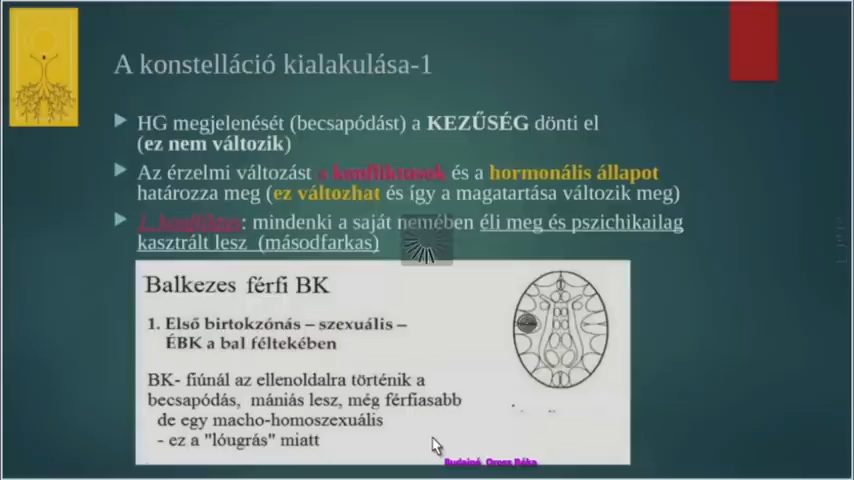 A konstelláció kialakulása-1
HG megjelenését (becsapódást) a KEZŰSÉG dönti el
(ez nem változik)
Az érzelmi változást a konfliktusok és a hormonális állapot
határozza meg (ez változhat és így a magatartása változik meg)
1. konfliktus: mindenki a saját nemében éli meg és pszichikailag
kasztrált lesz (másodfarkas)
Balkezes férfi BK
1. Első birtokzónás – szexuális –
ÉBK a bal féltekében
BK- fiúnál az ellenoldalra történik a
becsapódás, mániás lesz, még férfiasabb
de egy macho-homoszexuális
- ez a "lóugrás" miatt
Budainé Orosz Réka